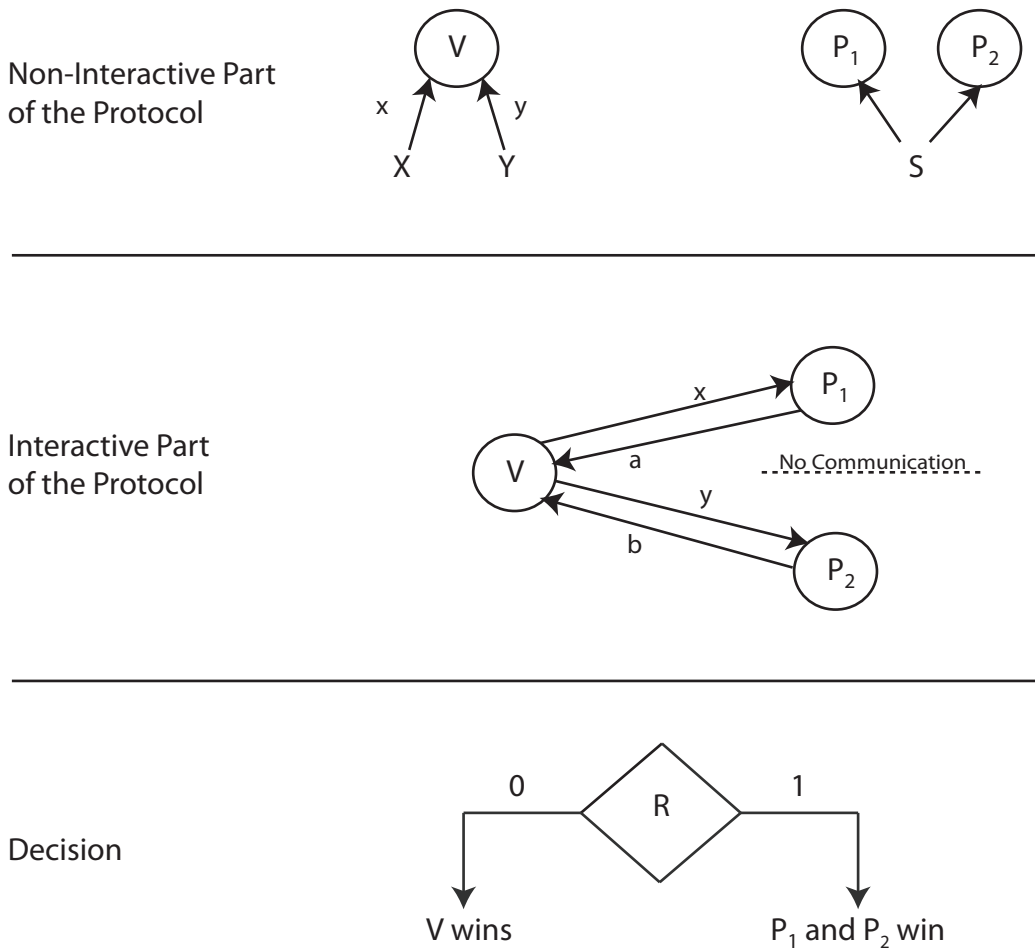 Non-Interactive Part
of the Protocol
V
P₁
P₂
x
y
X
Y
S
Interactive Part
of the Protocol
V
x
a
y
b
P₁
No Communication
P₂
Decision
0
R
1
V wins
P₁ and P₂ win